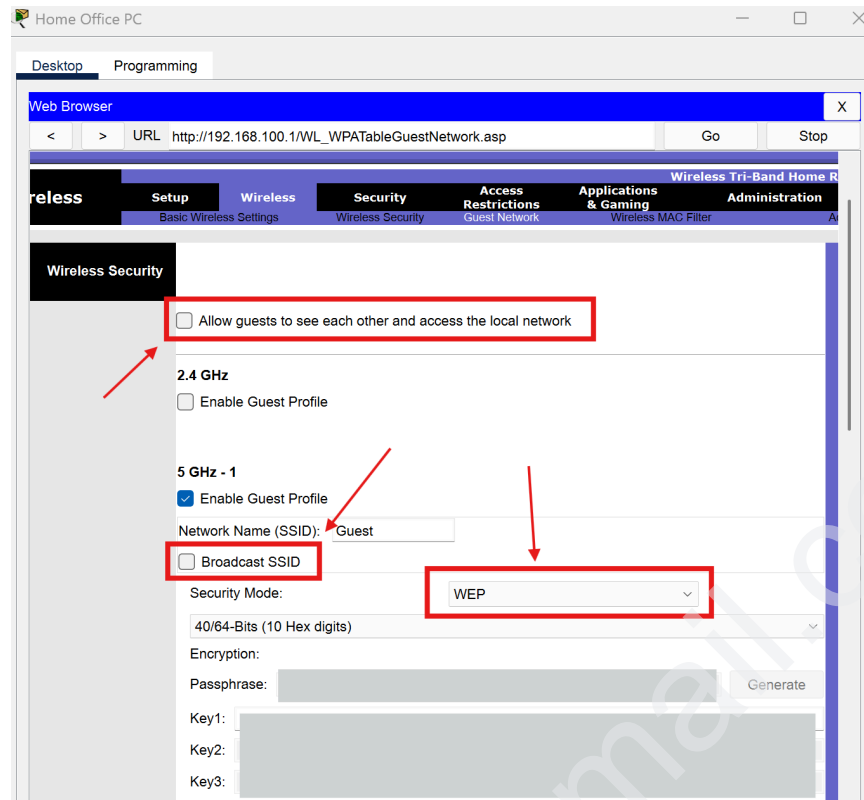 Home Office PC
Desktop Programming
Web Browser X
< > URL http://192.168.100.1/WL_WPATableGuestNetwork.asp Go Stop
Wireless Tri-Band Home R
reless Setup Wireless Security Access Restrictions Applications & Gaming Administration
Basic Wireless Settings Wireless Security Guest Network Wireless MAC Filter A
Wireless Security
Allow guests to see each other and access the local network
2.4 GHz
Enable Guest Profile
5 GHz - 1
Enable Guest Profile
Network Name (SSID): Guest
Broadcast SSID
Security Mode: WEP
40/64-Bits (10 Hex digits)
Encryption:
Passphrase: Generate
Key1:
Key2:
Key3:
mail.c